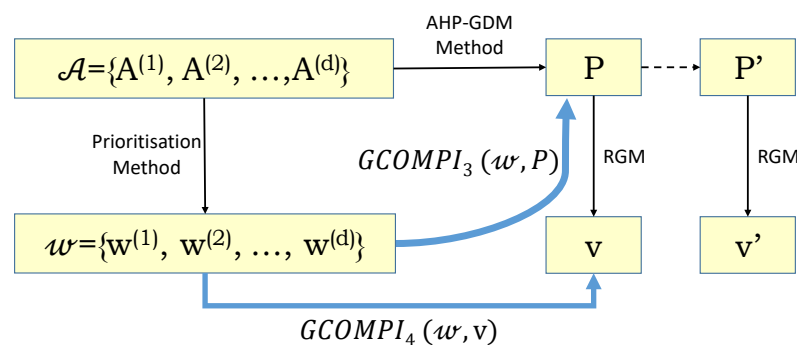 AHP-GDM
Method
𝒜={A⁽¹⁾, A⁽²⁾, …,A⁽ᵈ⁾}
P
P'
Prioritisation
Method
GCOMPI₃ (𝓌, P)
RGM
RGM
𝓌={w⁽¹⁾, w⁽²⁾, …, w⁽ᵈ⁾}
v
v'
GCOMPI₄ (𝓌, v)